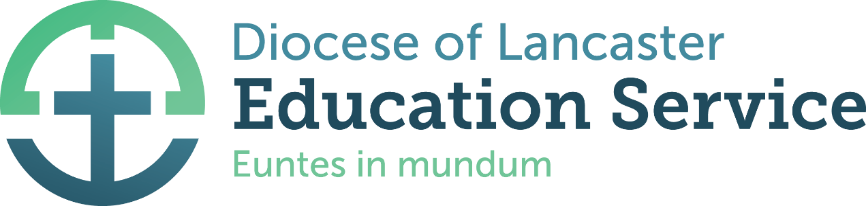 Diocese of Lancaster
Education Service
Euntes in mundum